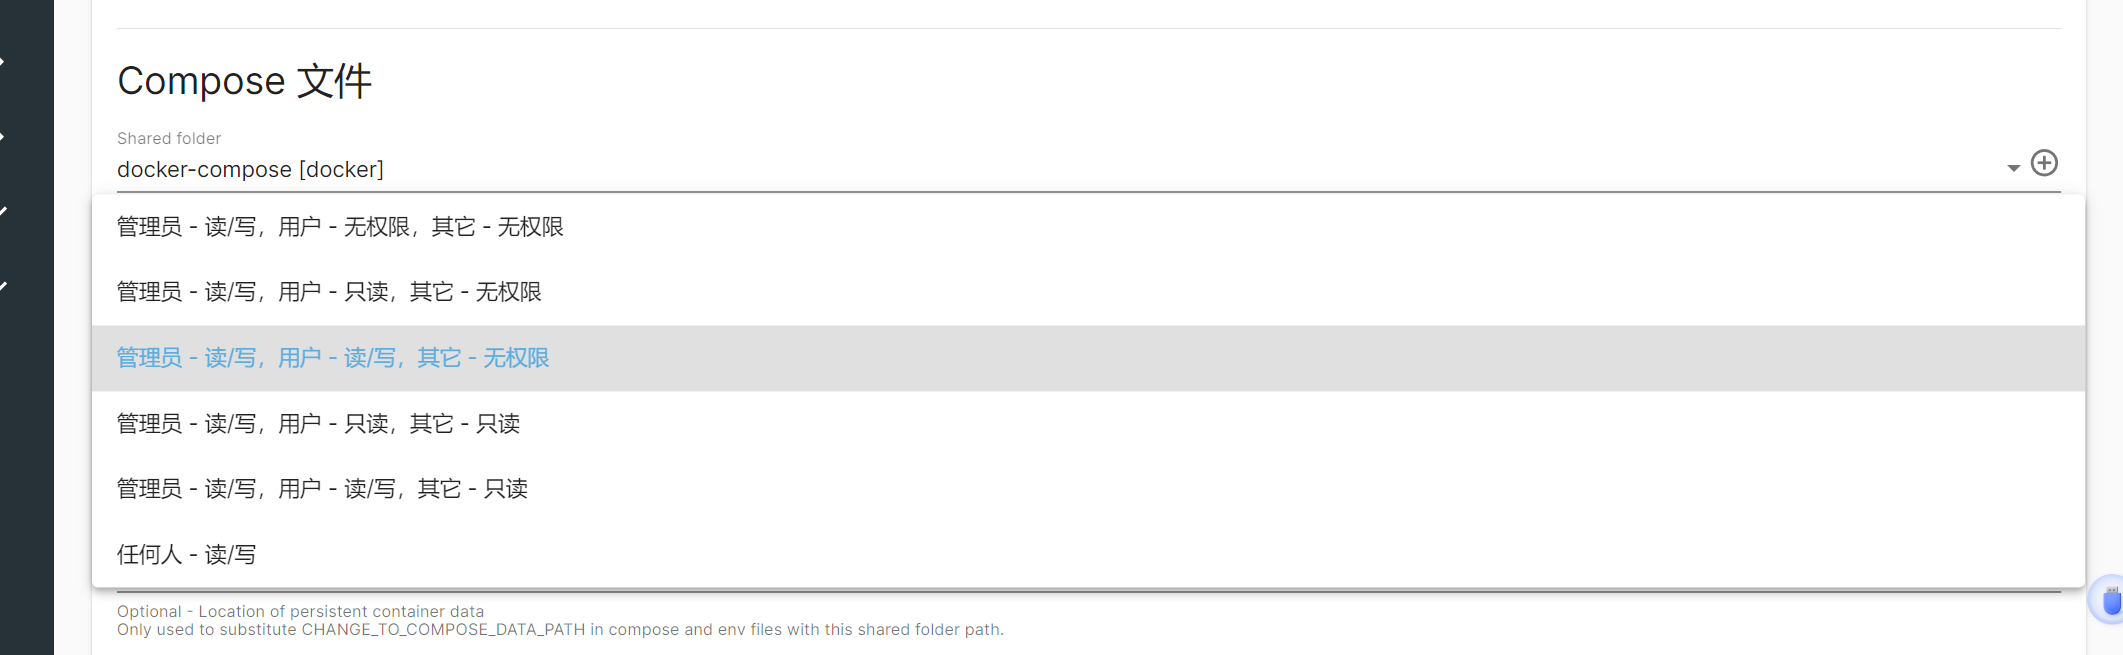 Compose 文件
Shared folder
docker-compose [docker]
管理员 - 读/写，用户 - 无权限，其它 - 无权限
管理员 - 读/写，用户 - 只读，其它 - 无权限
管理员 - 读/写，用户 - 读/写，其它 - 无权限
管理员 - 读/写，用户 - 只读，其它 - 只读
管理员 - 读/写，用户 - 读/写，其它 - 只读
任何人 - 读/写
Optional - Location of persistent container data
Only used to substitute CHANGE_TO_COMPOSE_DATA_PATH in compose and env files with this shared folder path.